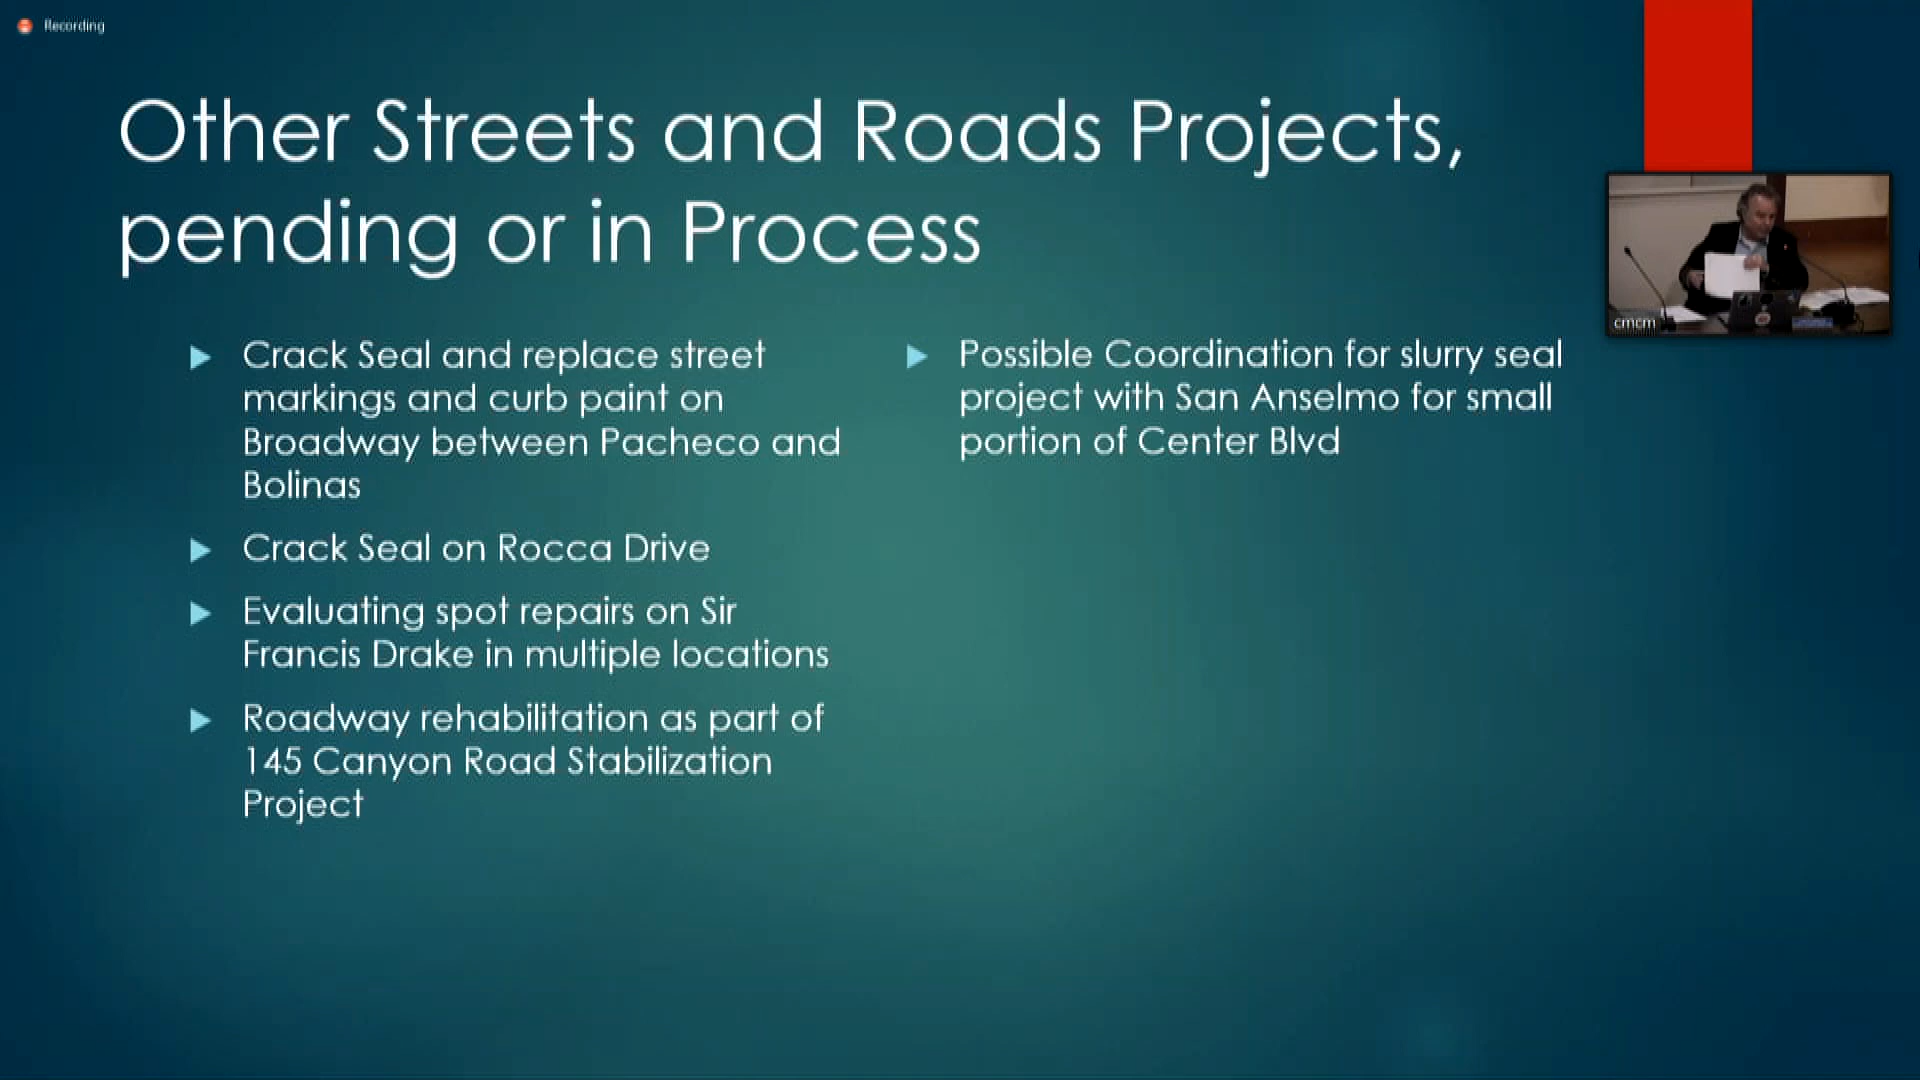 Recording
Other Streets and Roads Projects,
pending or in Process
Crack Seal and replace street
markings and curb paint on
Broadway between Pacheco and
Bolinas
Crack Seal on Rocca Drive
Evaluating spot repairs on Sir
Francis Drake in multiple locations
Roadway rehabilitation as part of
145 Canyon Road Stabilization
Project
Possible Coordination for slurry seal
project with San Anselmo for small
portion of Center Blvd
cmcm